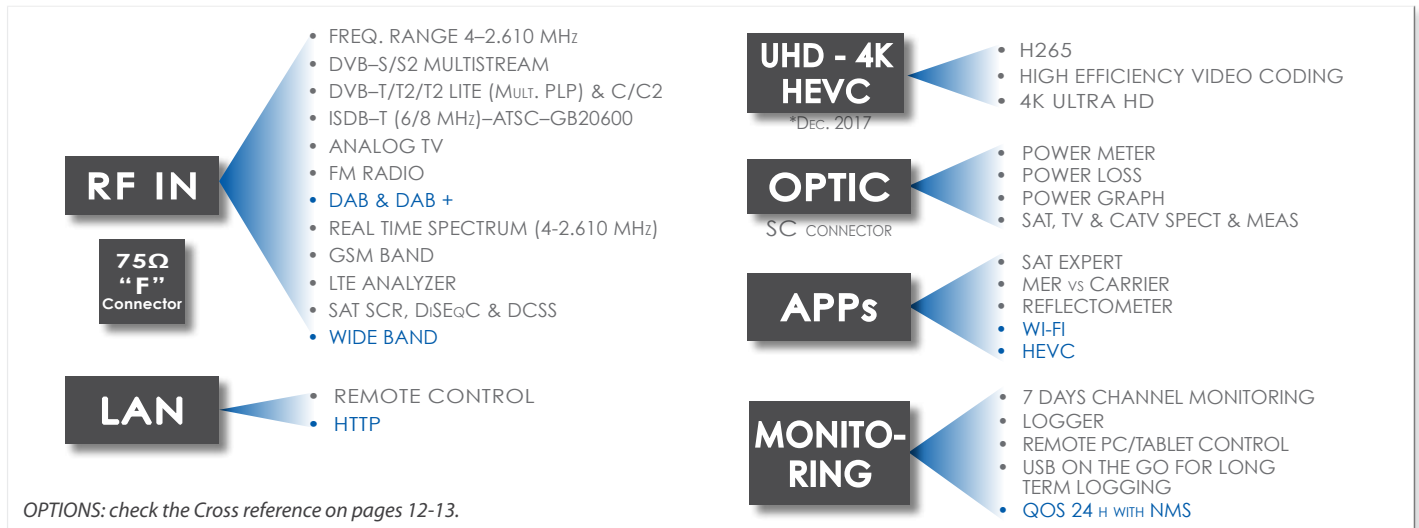 RF IN
75Ω
“F”
Connector
• FREQ. RANGE 4–2.610 MHz
• DVB–S/S2 MULTISTREAM
• DVB–T/T2/T2 LITE (Mult. PLP) & C/C2
• ISDB–T (6/8 MHz)–ATSC–GB20600
• ANALOG TV
• FM RADIO
• DAB & DAB +
• REAL TIME SPECTRUM (4-2.610 MHz)
• GSM BAND
• LTE ANALYZER
• SAT SCR, DiSEqC & DCSS
• WIDE BAND
LAN
• REMOTE CONTROL
• HTTP
OPTIONS: check the Cross reference on pages 12-13.
UHD - 4K
HEVC
*Dec. 2017
• H265
• HIGH EFFICIENCY VIDEO CODING
• 4K ULTRA HD
OPTIC
SC CONNECTOR
• POWER METER
• POWER LOSS
• POWER GRAPH
• SAT, TV & CATV SPECT & MEAS
APPs
• SAT EXPERT
• MER vs CARRIER
• REFLECTOMETER
• WI-FI
• HEVC
MONITO-
RING
• 7 DAYS CHANNEL MONITORING
• LOGGER
• REMOTE PC/TABLET CONTROL
• USB ON THE GO FOR LONG
TERM LOGGING
• QOS 24 H WITH NMS